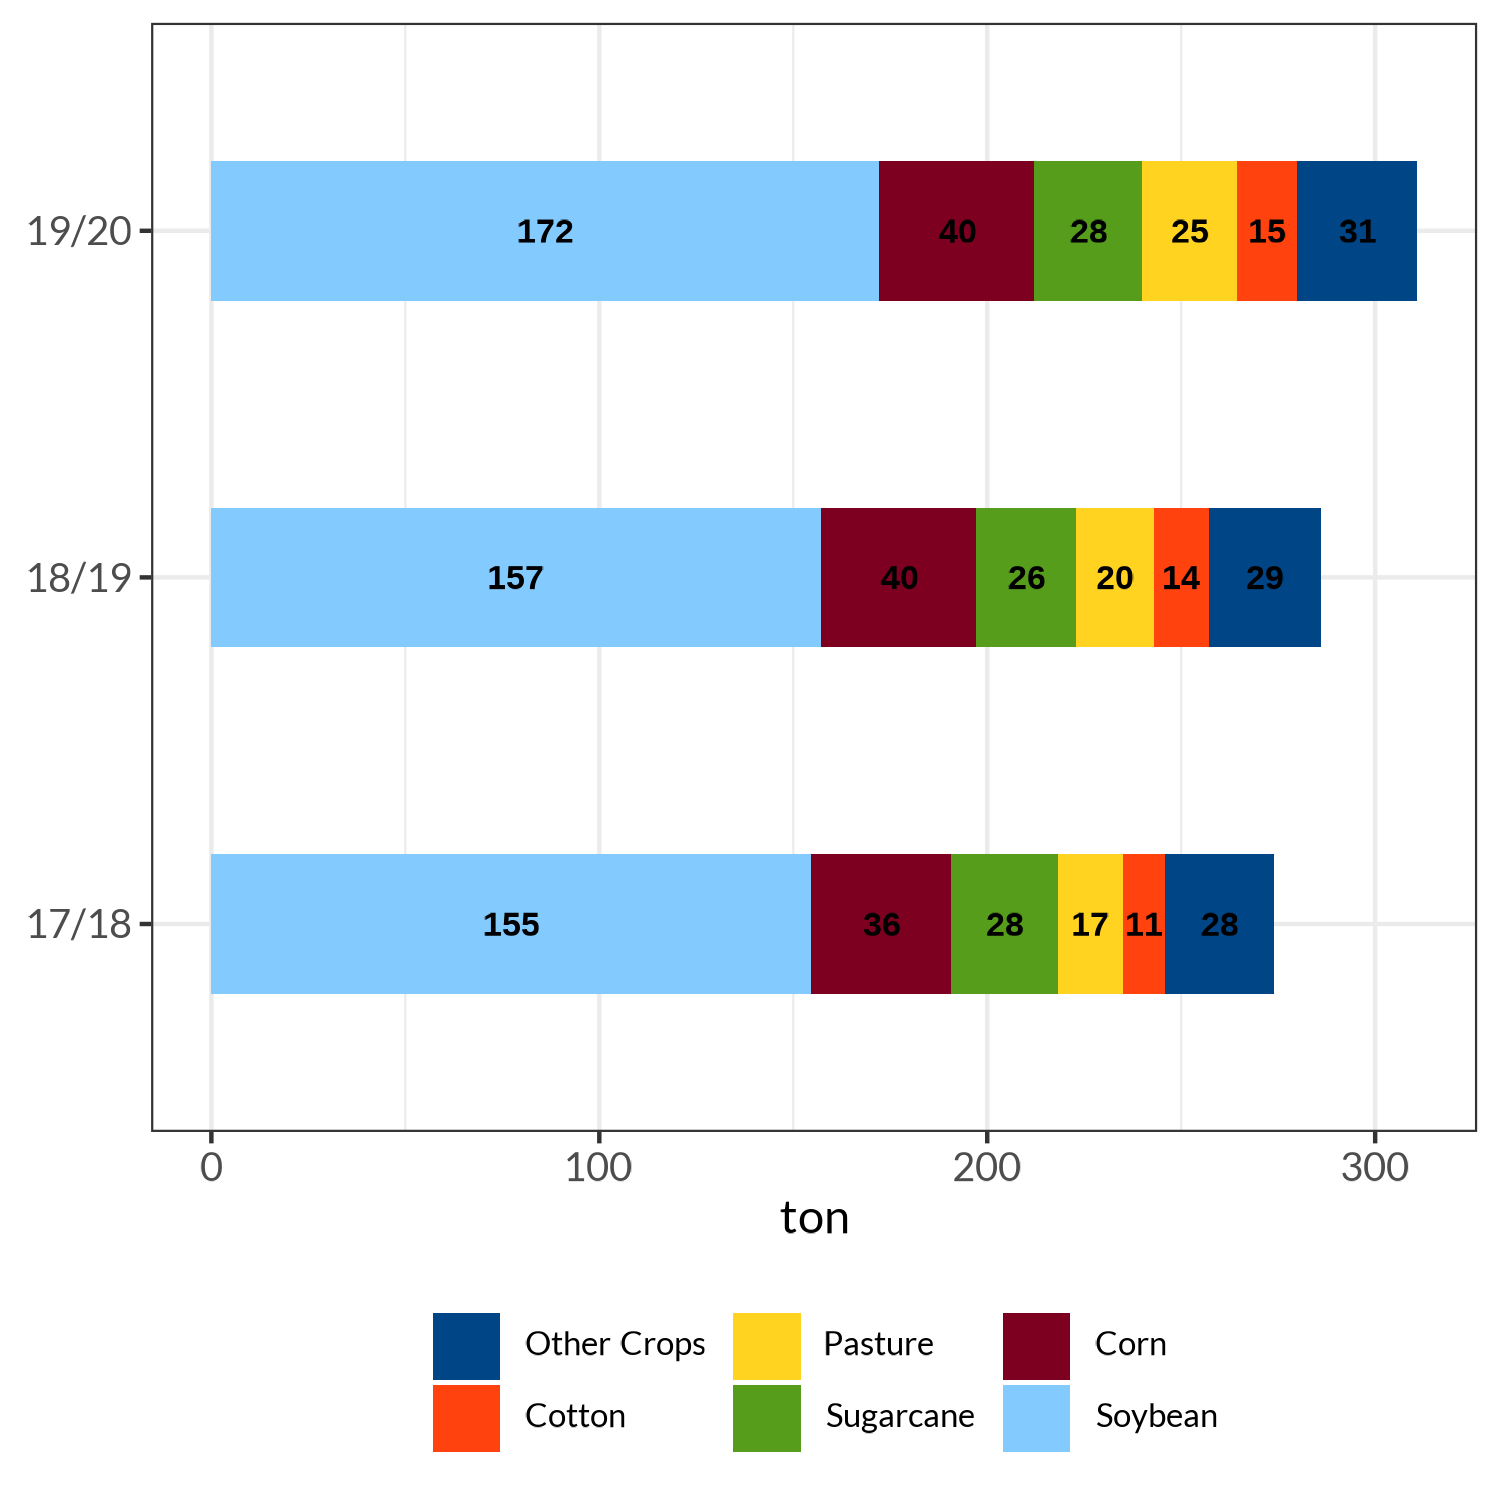 19/20
172 40 28 25 15 31
18/19
157 40 26 20 14 29
17/18
155 36 28 17 11 28
0 100 200 300
ton
Other Crops Pasture Corn
Cotton Sugarcane Soybean